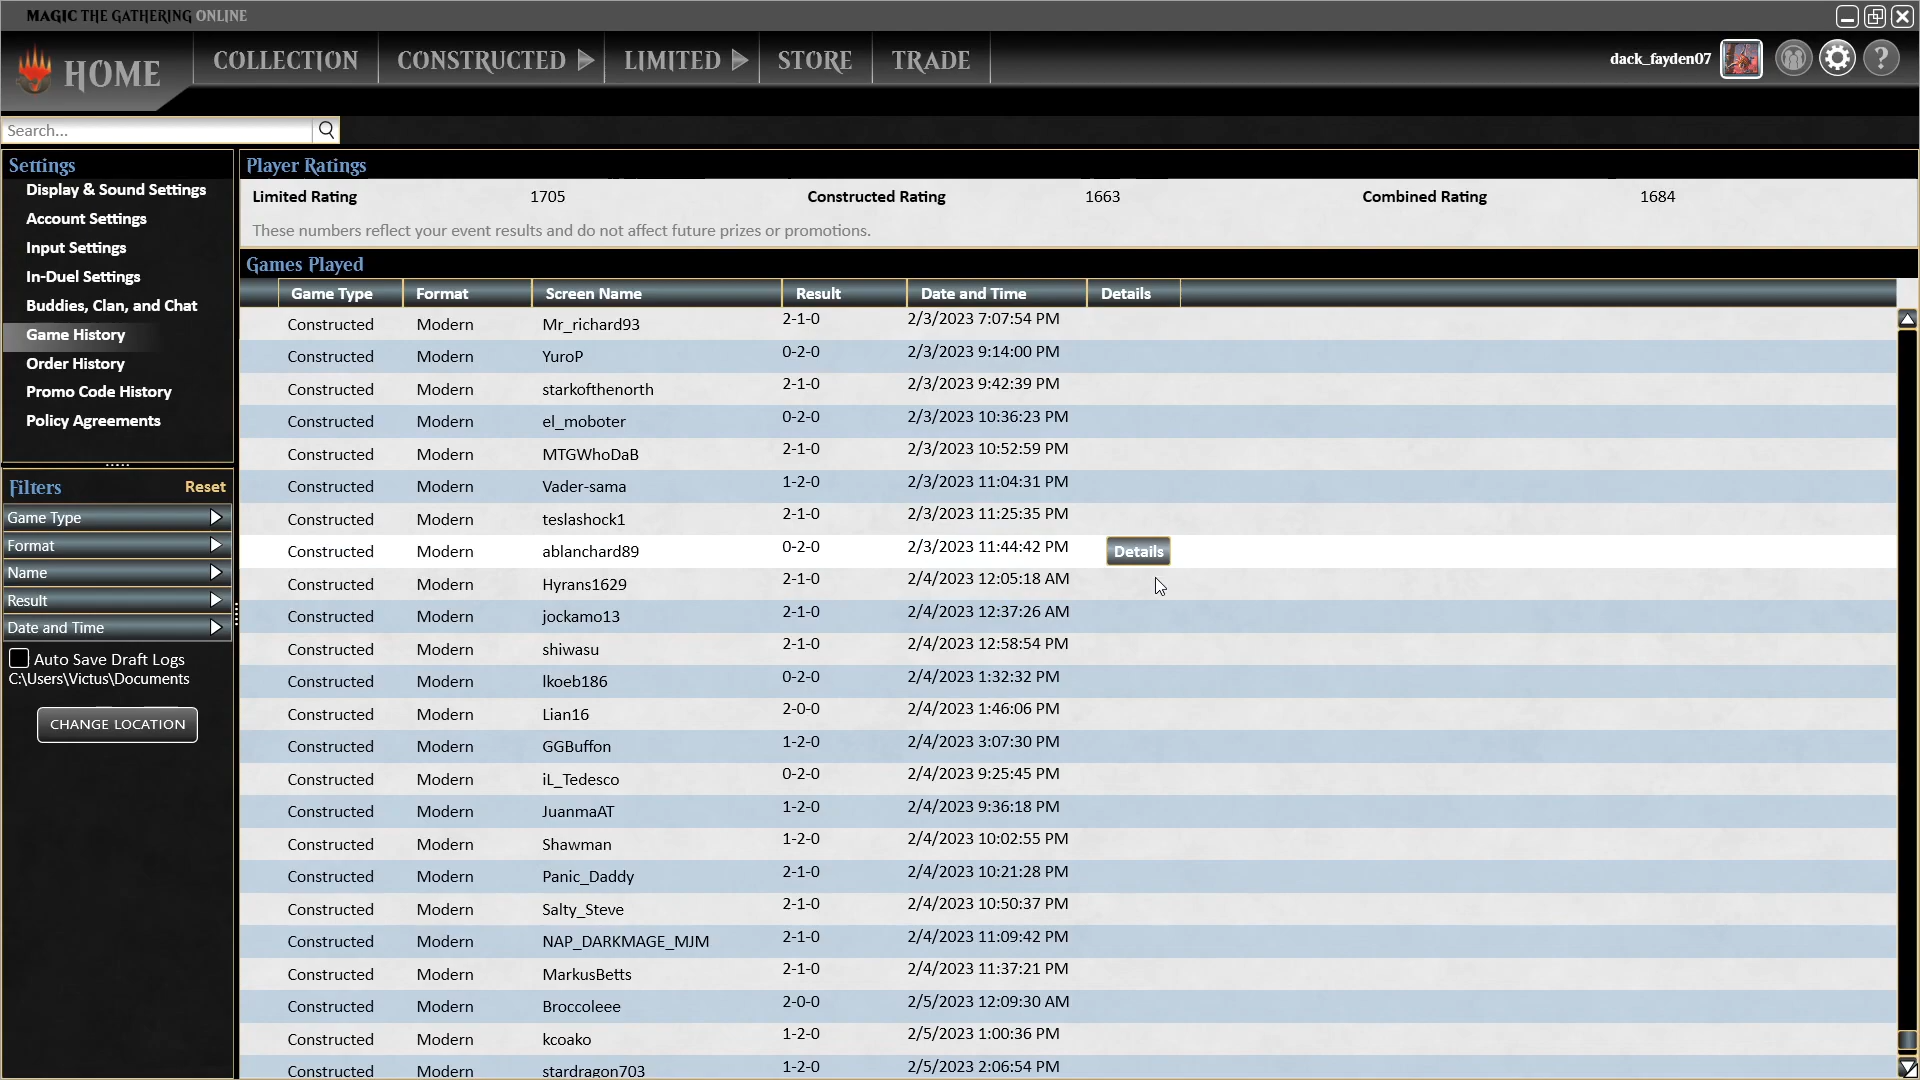 MAGIC THE GATHERING ONLINE
HOME
COLLECTION
CONSTRUCTED
LIMITED
STORE
TRADE
dack_fayden07
?
Search...
Settings
Display & Sound Settings
Account Settings
Input Settings
In-Duel Settings
Buddies, Clan, and Chat
Game History
Order History
Promo Code History
Policy Agreements
Filters Reset
Game Type
Format
Name
Result
Date and Time
Auto Save Draft Logs
C:\Users\Victus\Documents
CHANGE LOCATION
Player Ratings
Limited Rating 1705 Constructed Rating 1663 Combined Rating 1684
These numbers reflect your event results and do not affect future prizes or promotions.
Games Played
Game Type Format Screen Name Result Date and Time Details
Constructed Modern Mr_richard93 2-1-0 2/3/2023 7:07:54 PM
Constructed Modern YuroP 0-2-0 2/3/2023 9:14:00 PM
Constructed Modern starkofthenorth 2-1-0 2/3/2023 9:42:39 PM
Constructed Modern el_moboter 0-2-0 2/3/2023 10:36:23 PM
Constructed Modern MTGWhoDaB 2-1-0 2/3/2023 10:52:59 PM
Constructed Modern Vader-sama 1-2-0 2/3/2023 11:04:31 PM
Constructed Modern teslashock1 2-1-0 2/3/2023 11:25:35 PM
Constructed Modern ablanchard89 0-2-0 2/3/2023 11:44:42 PM Details
Constructed Modern Hyrans1629 2-1-0 2/4/2023 12:05:18 AM
Constructed Modern jockamo13 2-1-0 2/4/2023 12:37:26 AM
Constructed Modern shiwasu 2-1-0 2/4/2023 12:58:54 PM
Constructed Modern lkoeb186 0-2-0 2/4/2023 1:32:32 PM
Constructed Modern Lian16 2-0-0 2/4/2023 1:46:06 PM
Constructed Modern GGBuffon 1-2-0 2/4/2023 3:07:30 PM
Constructed Modern iL_Tedesco 0-2-0 2/4/2023 9:25:45 PM
Constructed Modern JuanmaAT 1-2-0 2/4/2023 9:36:18 PM
Constructed Modern Shawman 1-2-0 2/4/2023 10:02:55 PM
Constructed Modern Panic_Daddy 2-1-0 2/4/2023 10:21:28 PM
Constructed Modern Salty_Steve 2-1-0 2/4/2023 10:50:37 PM
Constructed Modern NAP_DARKMAGE_MJM 2-1-0 2/4/2023 11:09:42 PM
Constructed Modern MarkusBetts 2-1-0 2/4/2023 11:37:21 PM
Constructed Modern Broccoleee 2-0-0 2/5/2023 12:09:30 AM
Constructed Modern kcoako 1-2-0 2/5/2023 1:00:36 PM
Constructed Modern stardragon703 1-2-0 2/5/2023 2:06:54 PM